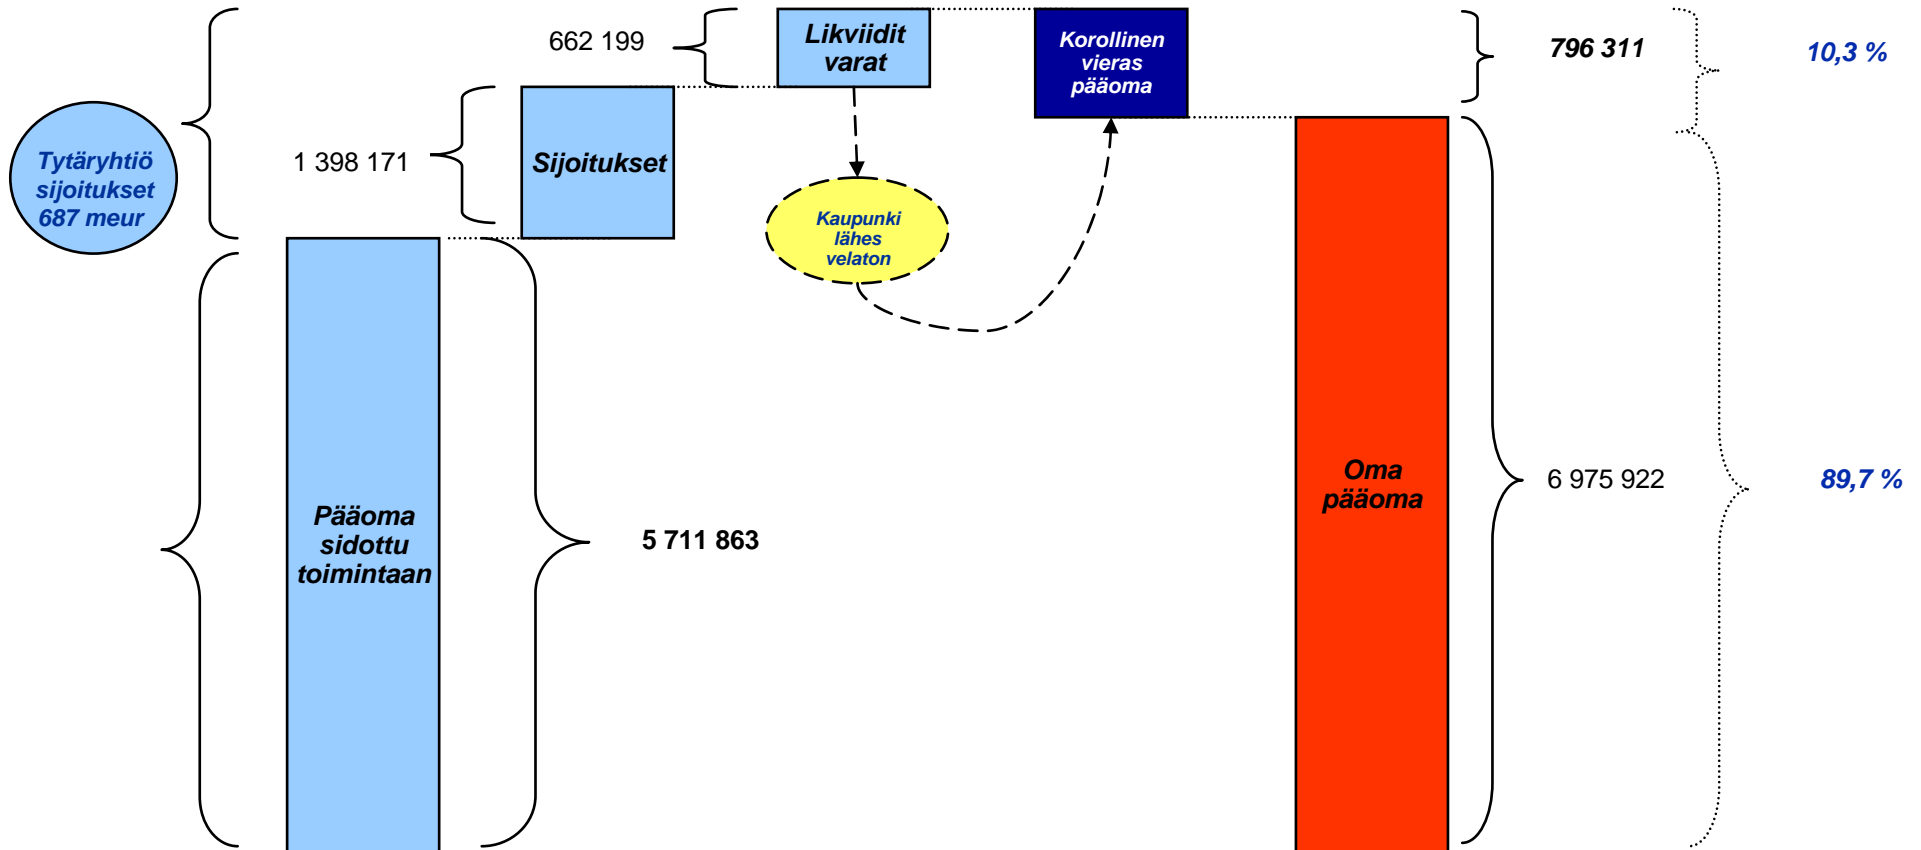 662 199
Likviidit
varat
Korollinen
vieras
pääoma
796 311
10,3 %
Tytäryhtiö
sijoitukset
687 meur
1 398 171
Sijoitukset
Kaupunki
lähes
velaton
Pääoma
sidottu
toimintaan
5 711 863
Oma
pääoma
6 975 922
89,7 %